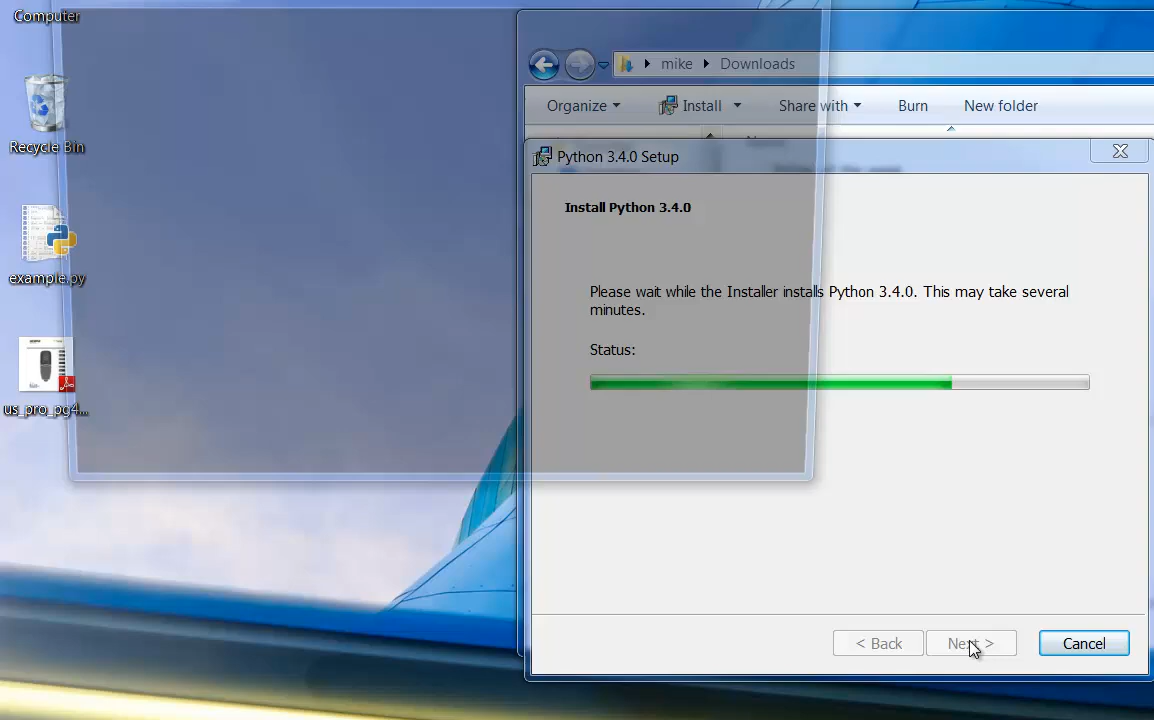 Computer
Recycle Bin
example.py
us_pro_pg4...
mike
Downloads
Organize
Install
Share with
Burn
New folder
Python 3.4.0 Setup
Install Python 3.4.0
Please wait while the Installer installs Python 3.4.0. This may take several
minutes.
Status:
< Back
Next >
Cancel